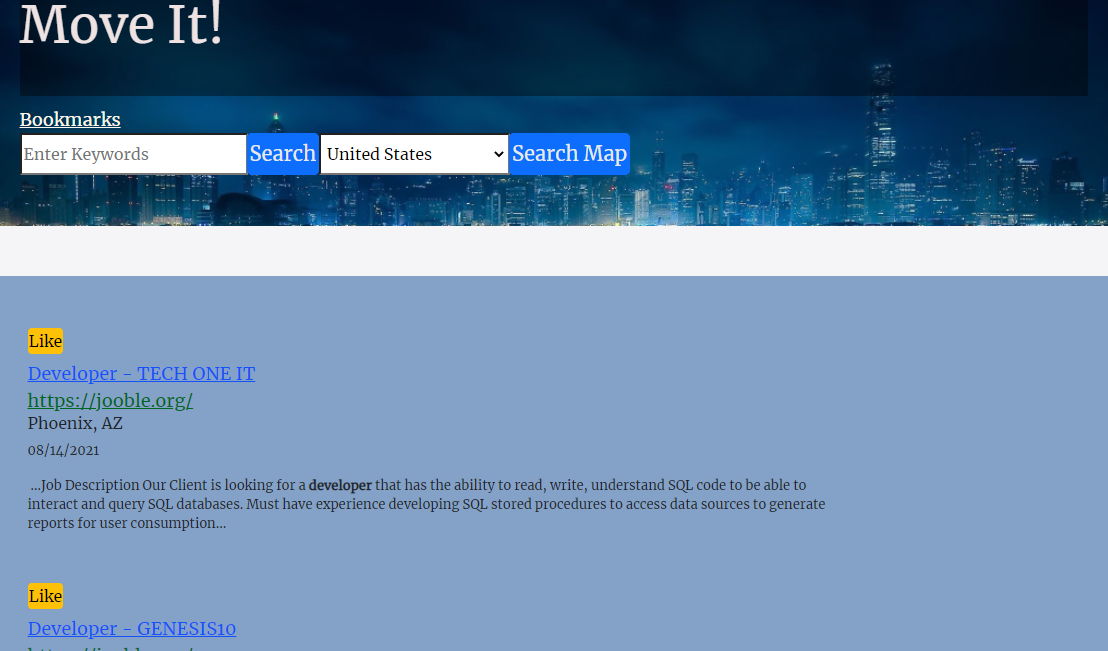 Move It!
Bookmarks
Enter Keywords Search United States Search Map
Like
Developer - TECH ONE IT
https://jooble.org/
Phoenix, AZ
08/14/2021
...Job Description Our Client is looking for a developer that has the ability to read, write, understand SQL code to be able to
interact and query SQL databases. Must have experience developing SQL stored procedures to access data sources to generate
reports for user consumption...
Like
Developer - GENESIS10